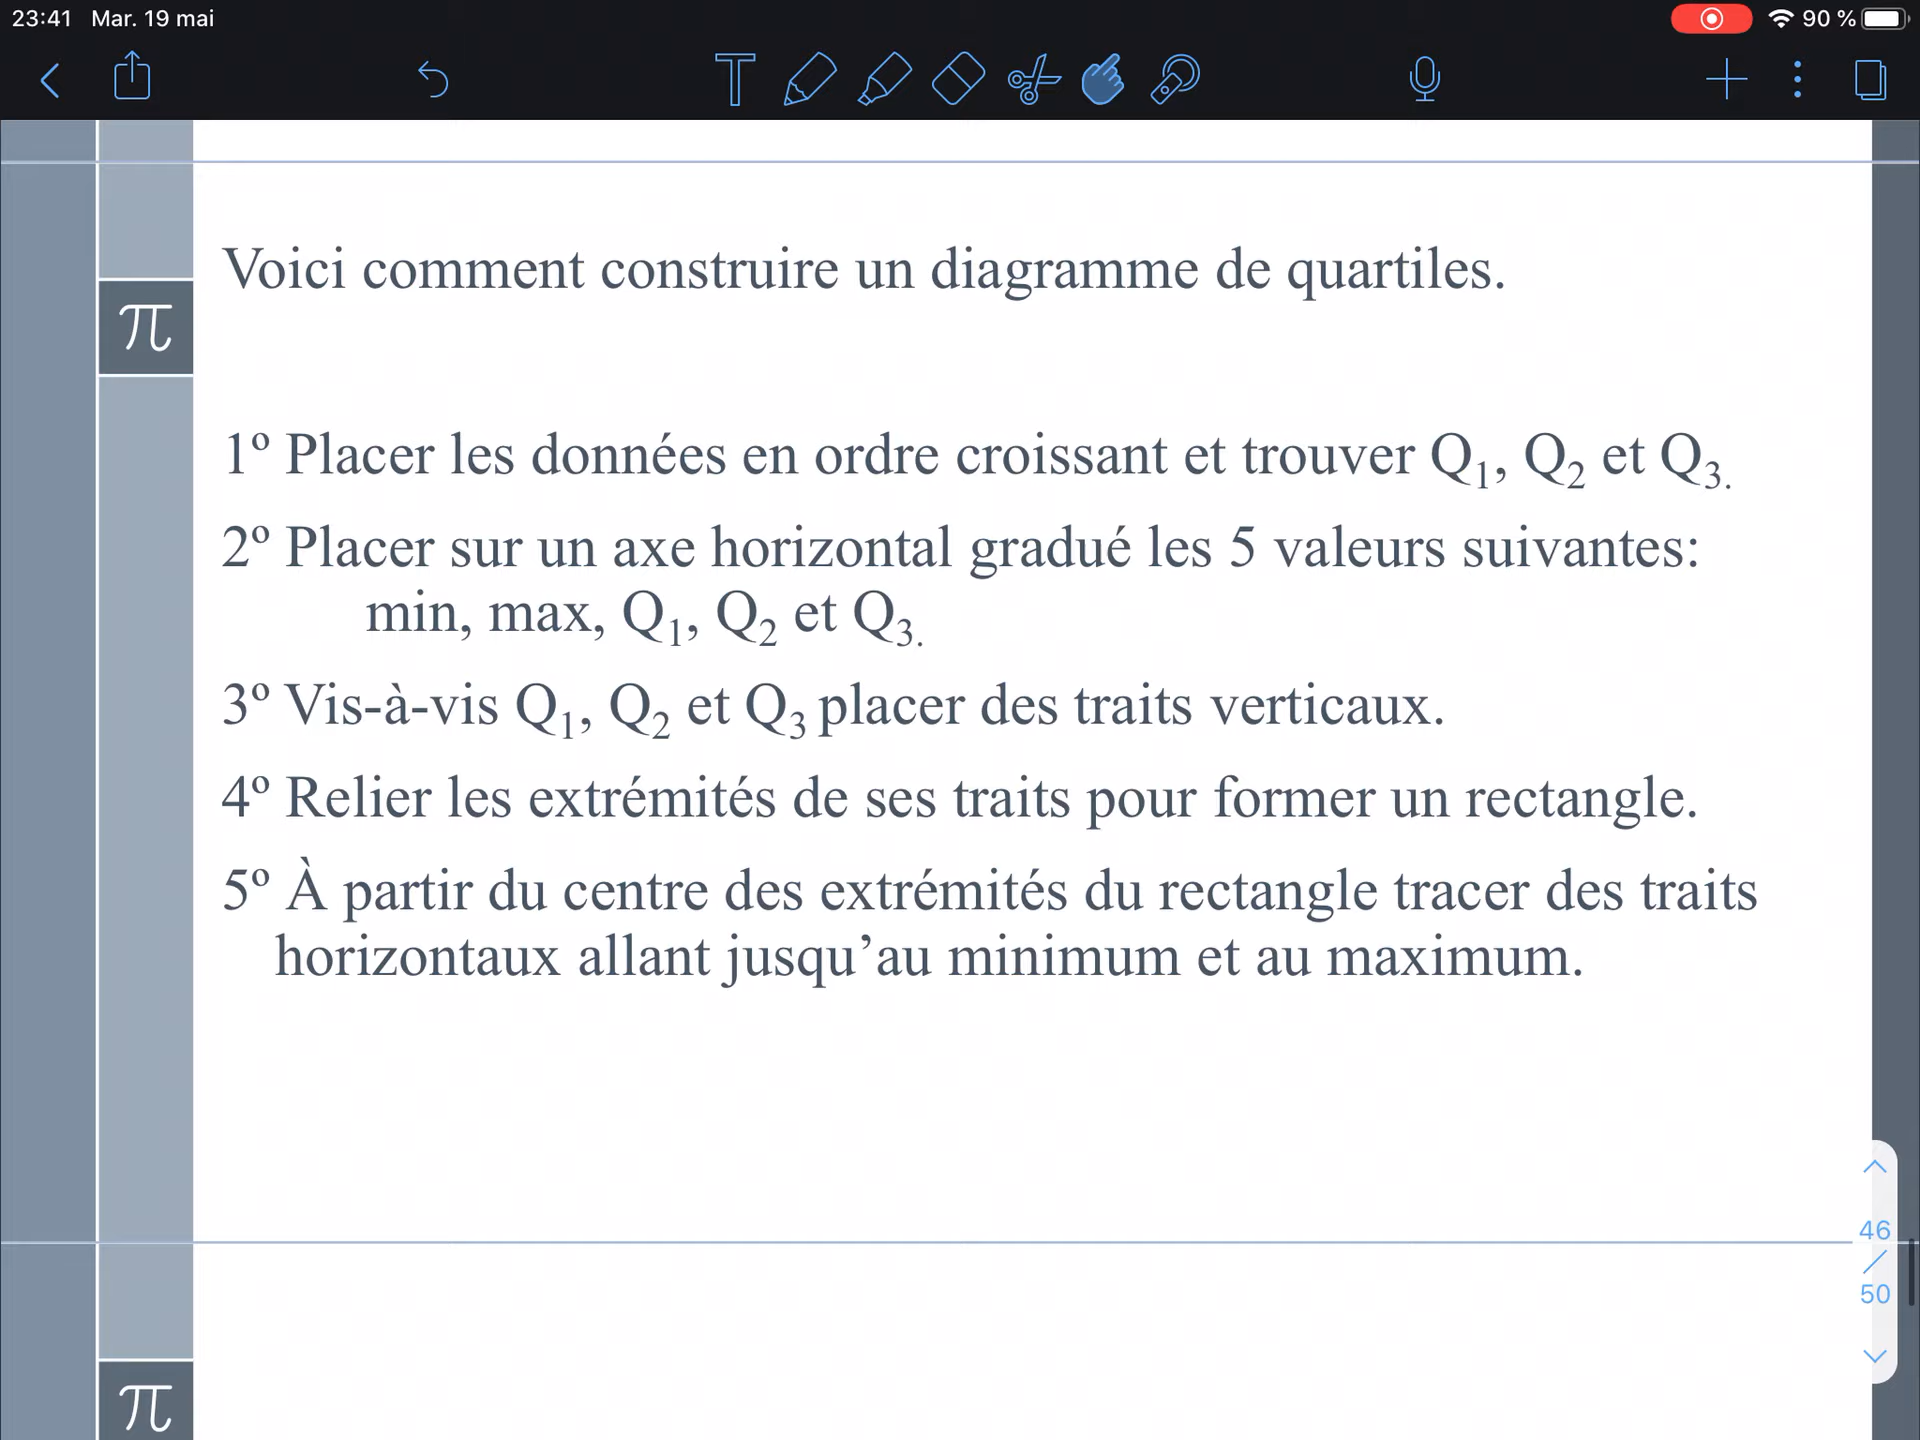 23:41 Mar. 19 mai
90 %
T
Voici comment construire un diagramme de quartiles.
π
1º Placer les données en ordre croissant et trouver Q₁, Q₂ et Q₃.
2º Placer sur un axe horizontal gradué les 5 valeurs suivantes:
min, max, Q₁, Q₂ et Q₃.
3º Vis-à-vis Q₁, Q₂ et Q₃ placer des traits verticaux.
4º Relier les extrémités de ses traits pour former un rectangle.
5º À partir du centre des extrémités du rectangle tracer des traits
horizontaux allant jusqu’au minimum et au maximum.
46
/
50
π